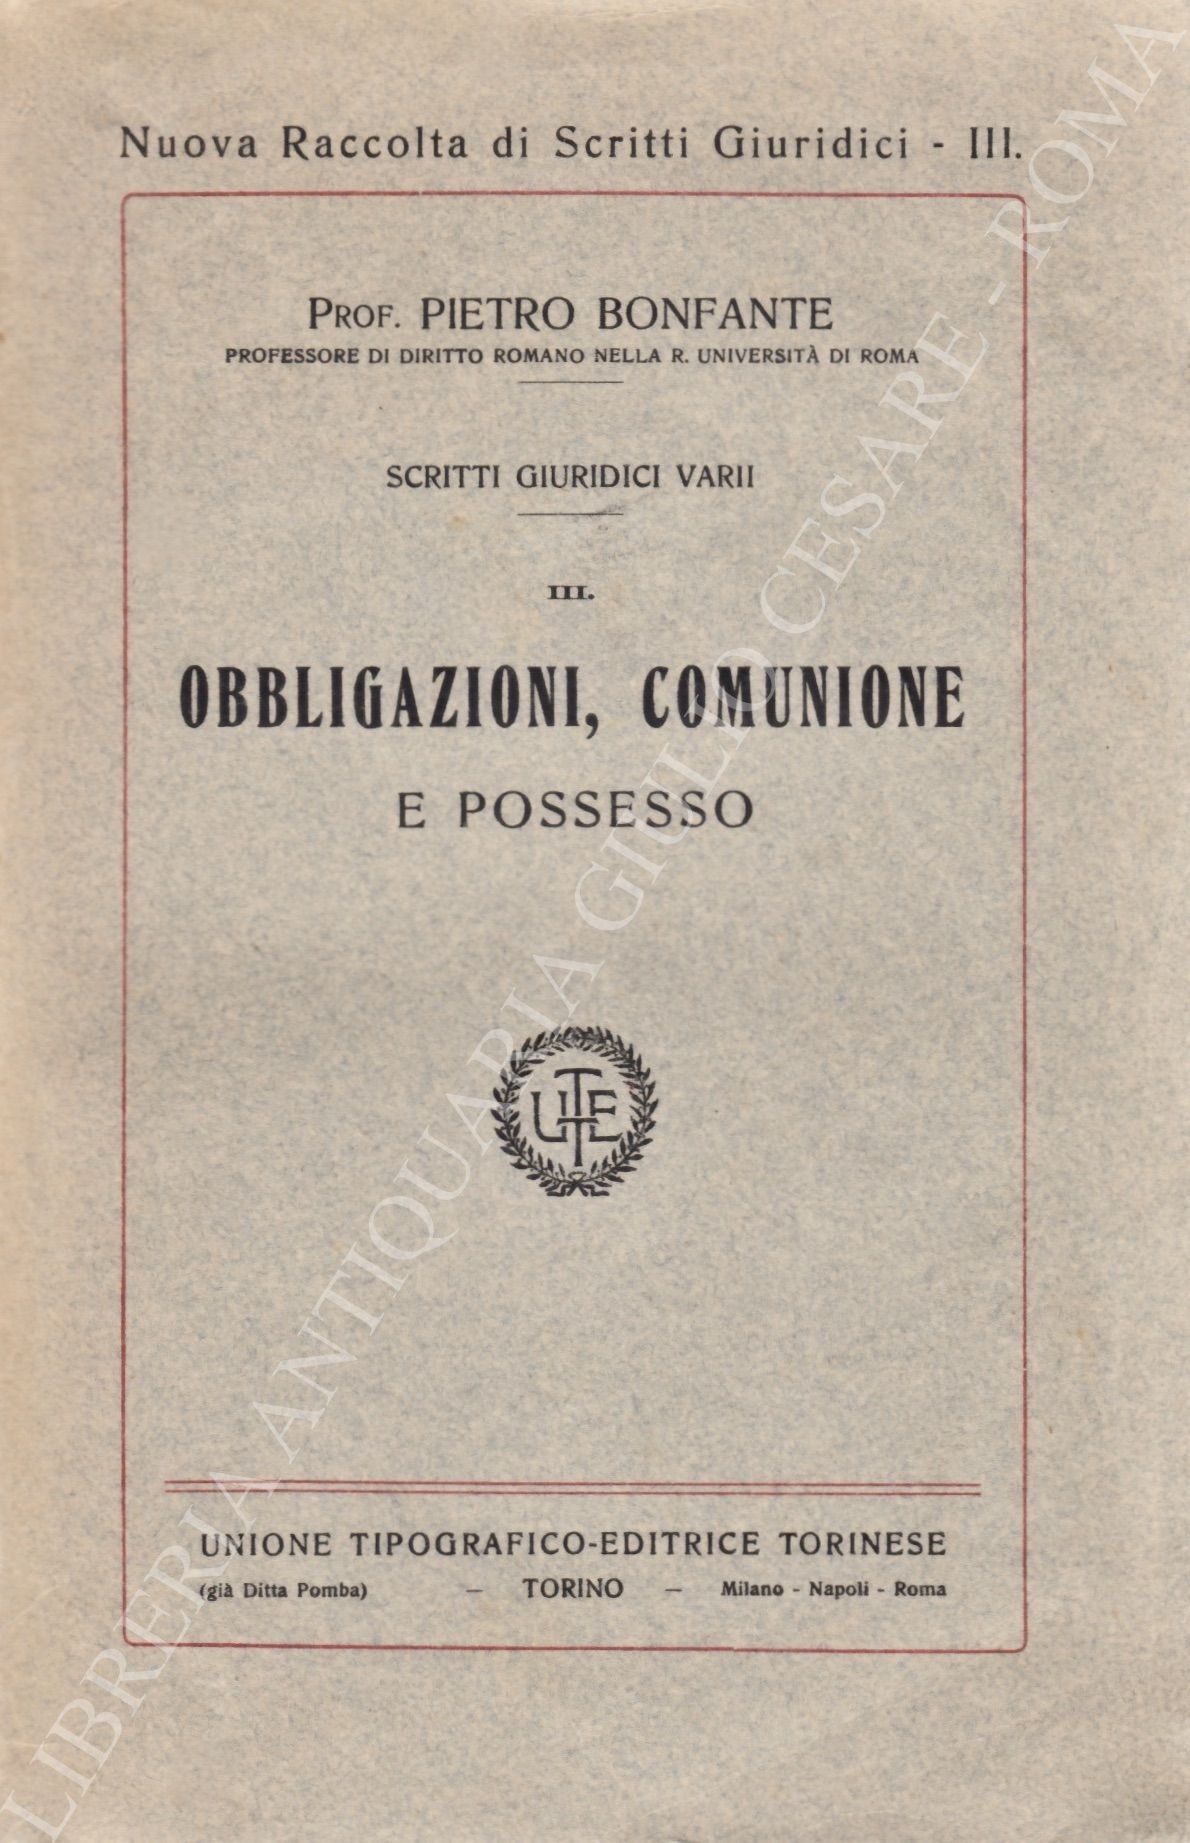 Nuova Raccolta di Scritti Giuridici - III.
Prof. PIETRO BONFANTE
PROFESSORE DI DIRITTO ROMANO NELLA R. UNIVERSITÀ DI ROMA
SCRITTI GIURIDICI VARII
III.
OBBLIGAZIONI, COMUNIONE
E POSSESSO
UTET
UNIONE TIPOGRAFICO-EDITRICE TORINESE
(già Ditta Pomba) — TORINO — Milano - Napoli - Roma
LIBRERIA ANTIQUARIA GIULIO CESARE - ROMA